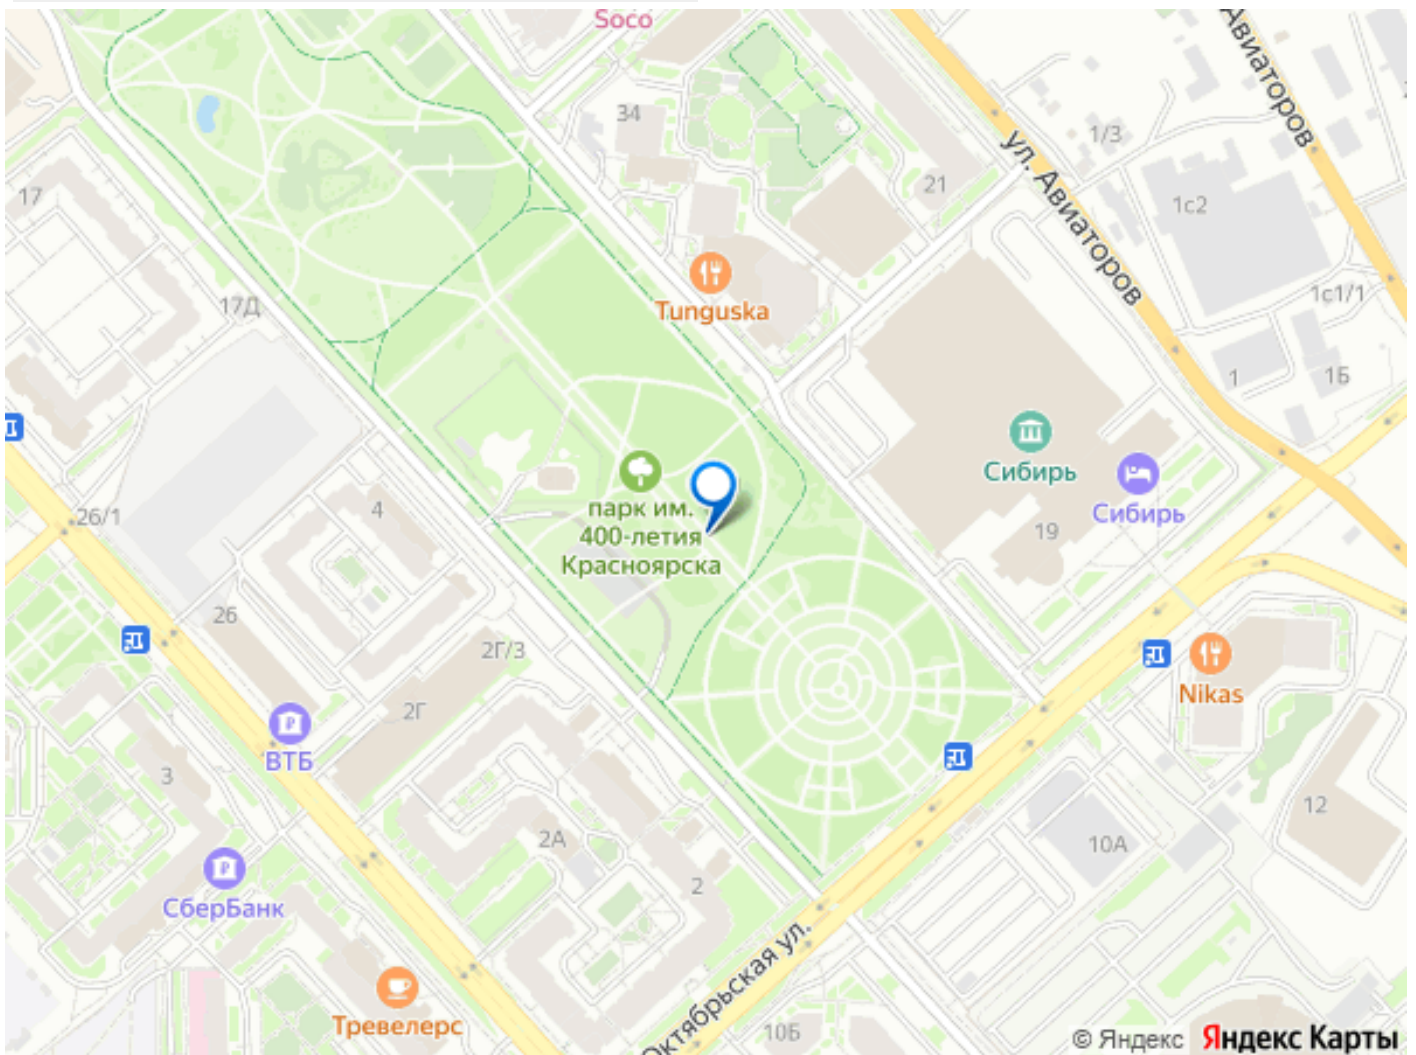 Soco
Авиаторов
34
1/3
ул. Авиаторов
21
17
1с2
Tunguska
17Д
1с1/1
1
1Б
Сибирь
Сибирь
19
парк им.
400-летия
Красноярска
4
26/1
26
2Г/3
2Г
ВТБ
Nikas
3
12
2А
10А
2
СберБанк
Октябрьская ул.
Тревелерс
10Б
© Яндекс Яндекс Карты